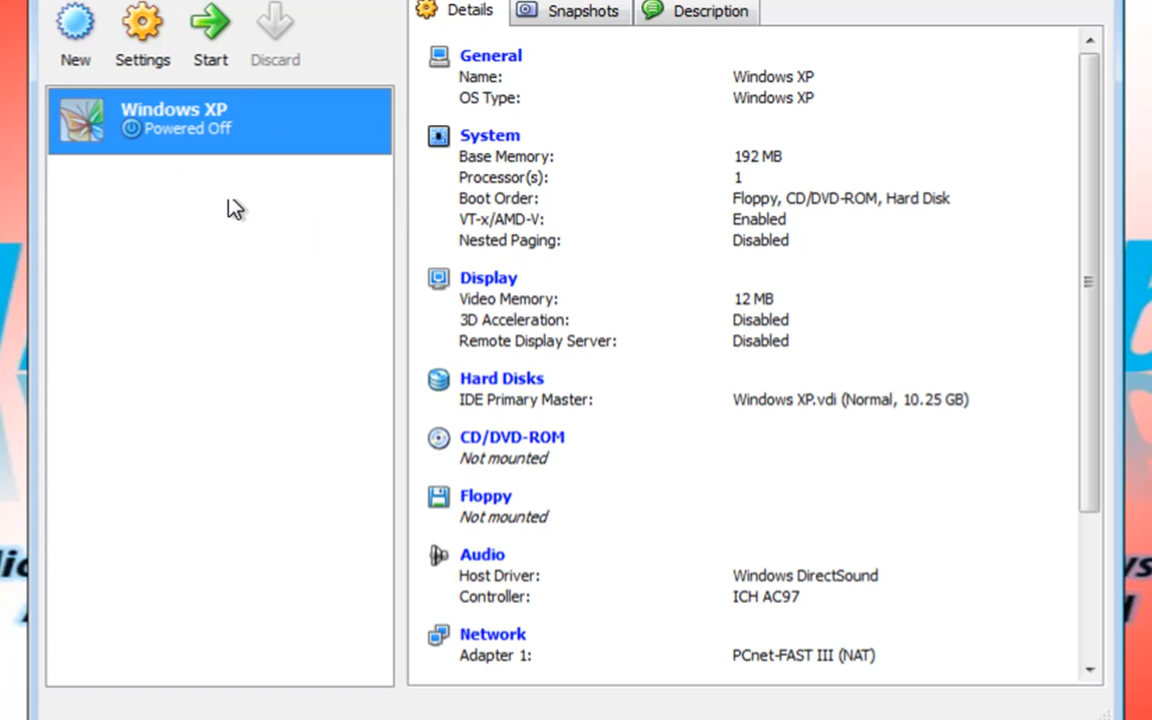 New
Settings
Start
Discard
Windows XP
Powered Off
Details
Snapshots
Description
General
Name: Windows XP
OS Type: Windows XP
System
Base Memory: 192 MB
Processor(s): 1
Boot Order: Floppy, CD/DVD-ROM, Hard Disk
VT-x/AMD-V: Enabled
Nested Paging: Disabled
Display
Video Memory: 12 MB
3D Acceleration: Disabled
Remote Display Server: Disabled
Hard Disks
IDE Primary Master: Windows XP.vdi (Normal, 10.25 GB)
CD/DVD-ROM
Not mounted
Floppy
Not mounted
Audio
Host Driver: Windows DirectSound
Controller: ICH AC97
Network
Adapter 1: PCnet-FAST III (NAT)